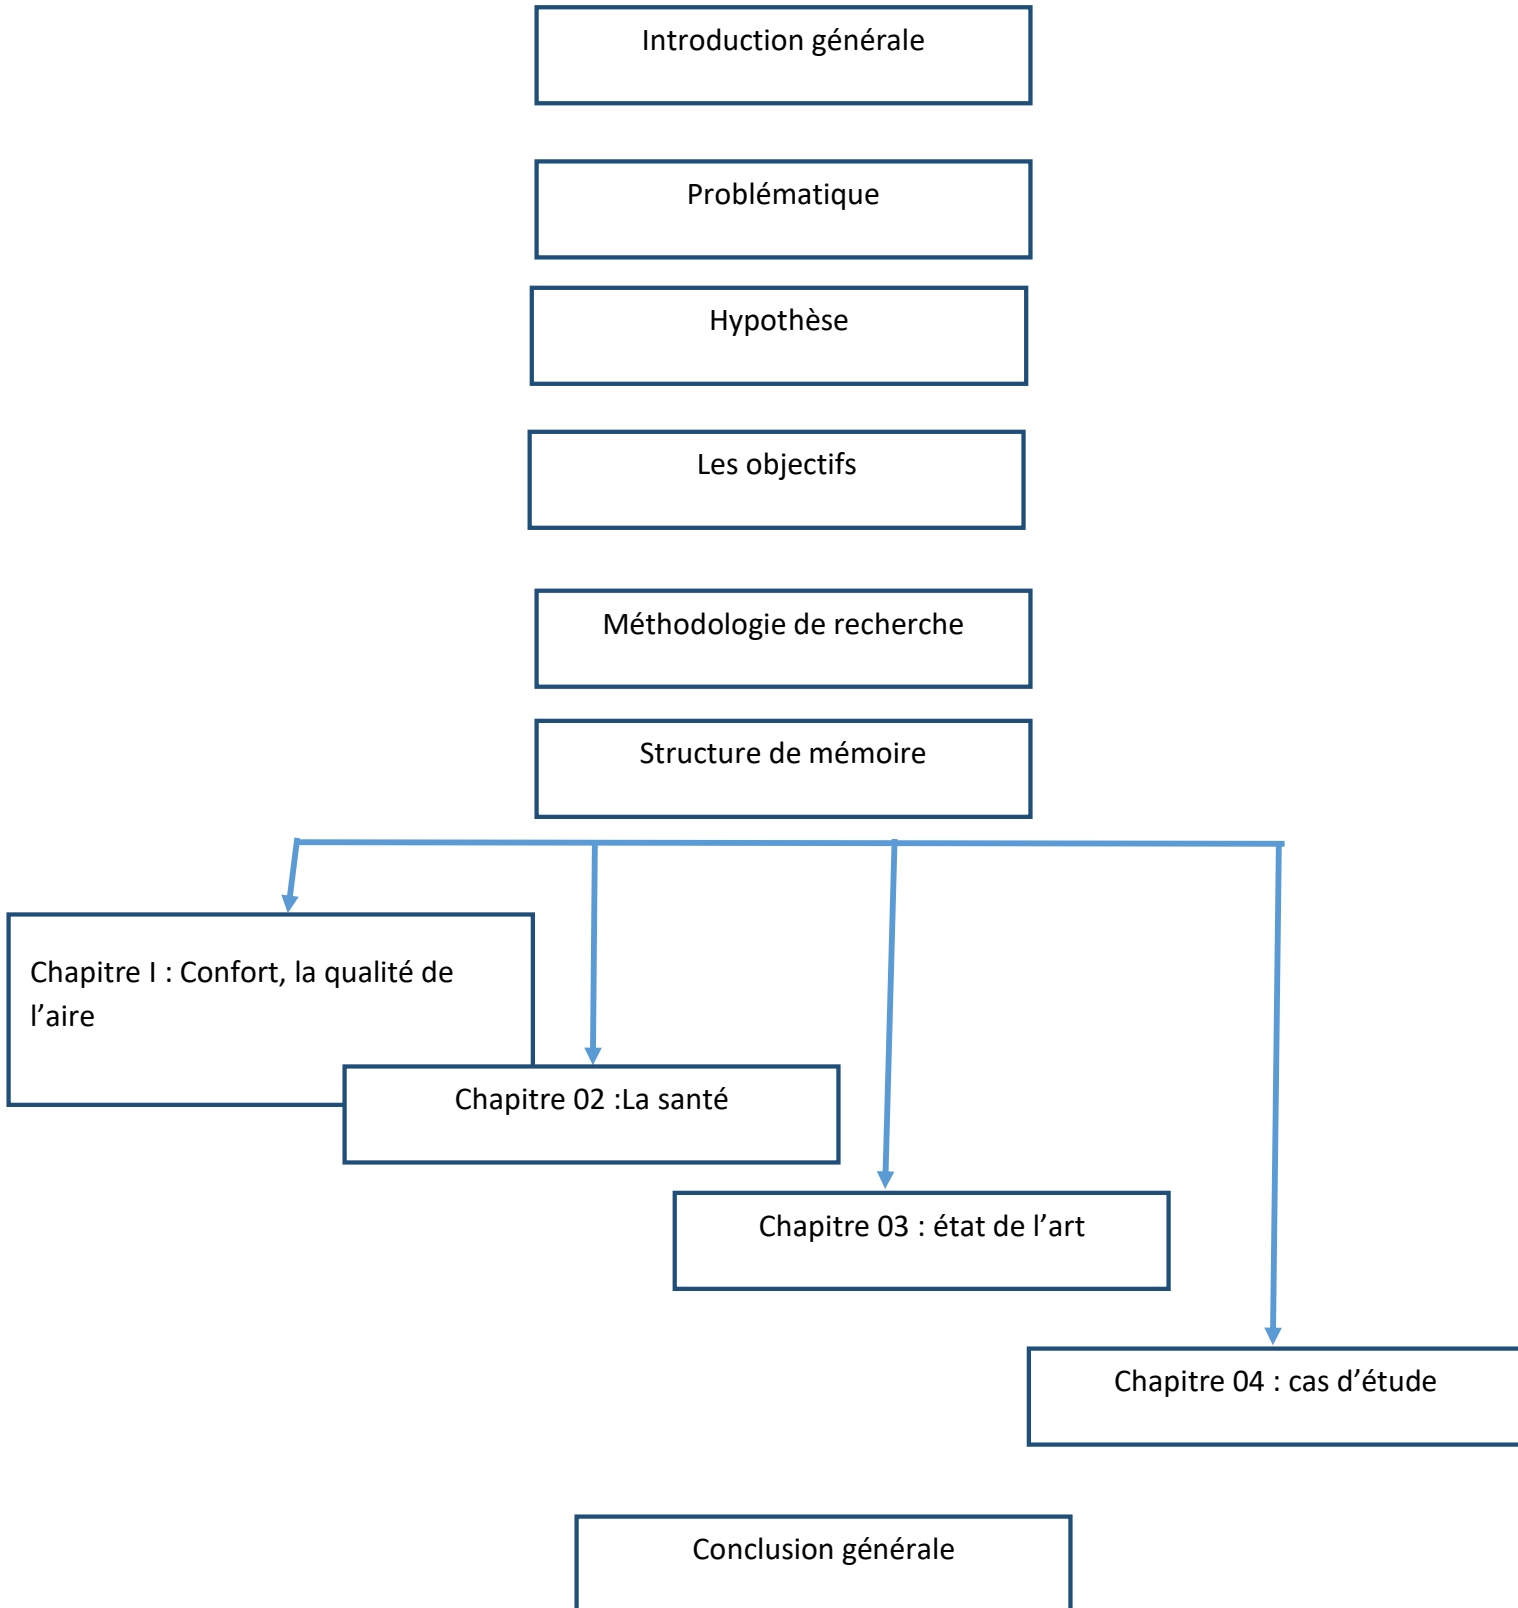 Introduction générale
Problématique
Hypothèse
Les objectifs
Méthodologie de recherche
Structure de mémoire
Chapitre I : Confort, la qualité de
l’aire
Chapitre 02 :La santé
Chapitre 03 : état de l’art
Chapitre 04 : cas d’étude
Conclusion générale